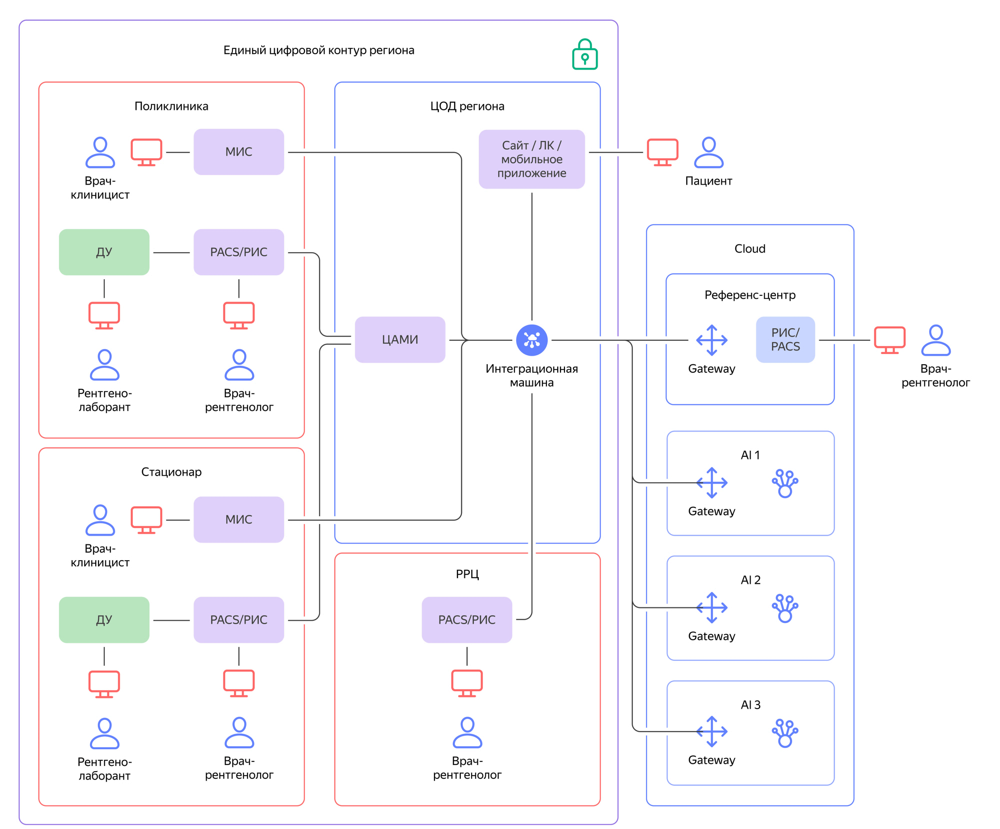 Единый цифровой контур региона
Поликлиника
Врач-
клиницист
МИС
ДУ
PACS/РИС
Рентгено-
лаборант
Врач-
рентгенолог
Стационар
Врач-
клиницист
МИС
ДУ
PACS/РИС
Рентгено-
лаборант
Врач-
рентгенолог
ЦОД региона
Сайт / ЛК /
мобильное
приложение
ЦАМИ
Интеграционная
машина
РРЦ
PACS/РИС
Врач-
рентгенолог
Пациент
Cloud
Референс-центр
Gateway
РИС/
PACS
Врач-
рентгенолог
AI 1
Gateway
AI 2
Gateway
AI 3
Gateway